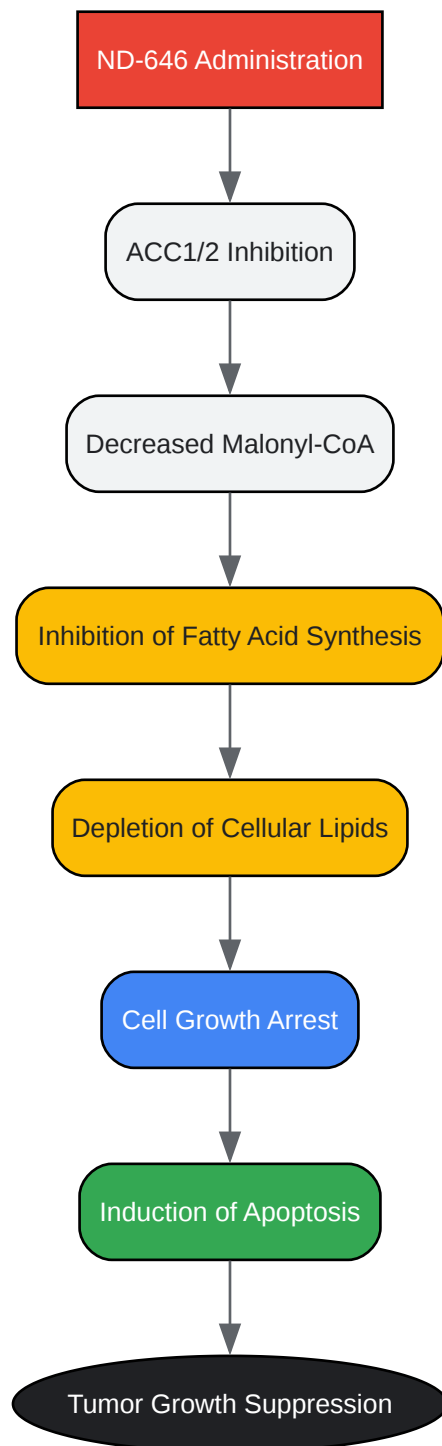 ND-646 Administration
ACC1/2 Inhibition
Decreased Malonyl-CoA
Inhibition of Fatty Acid Synthesis
Depletion of Cellular Lipids
Cell Growth Arrest
Induction of Apoptosis
Tumor Growth Suppression